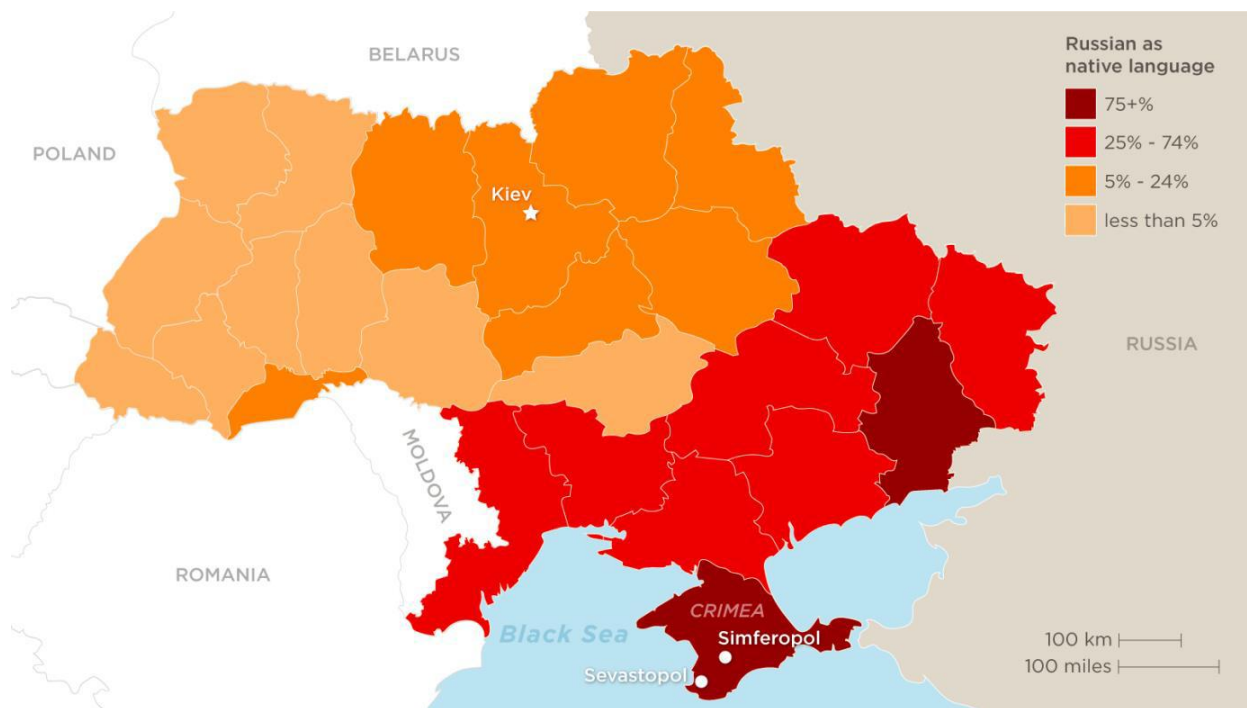 BELARUS
POLAND
Kiev
Russian as
native language
75+%
25% - 74%
5% - 24%
less than 5%
RUSSIA
MOLDOVA
ROMANIA
Black Sea
CRIMEA
Simferopol
Sevastopol
100 km
100 miles